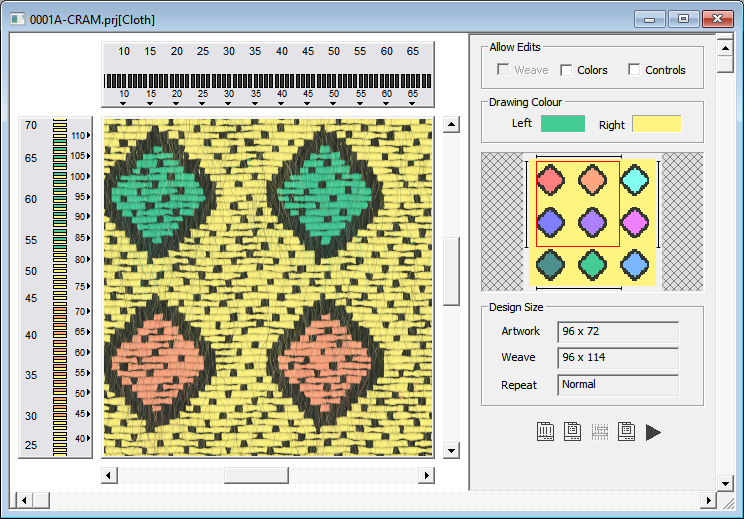 0001A-CRAM.prj[Cloth]
10 15 20 25 30 35 40 45 50 55 60 65
10 15 20 25 30 35 40 45 50 55 60 65
70
65
60
55
50
45
40
35
30
25
110
105
100
95
90
85
80
75
70
65
60
55
50
45
40
Allow Edits
Weave Colors Controls
Drawing Colour
Left Right
Design Size
Artwork 96 x 72
Weave 96 x 114
Repeat Normal